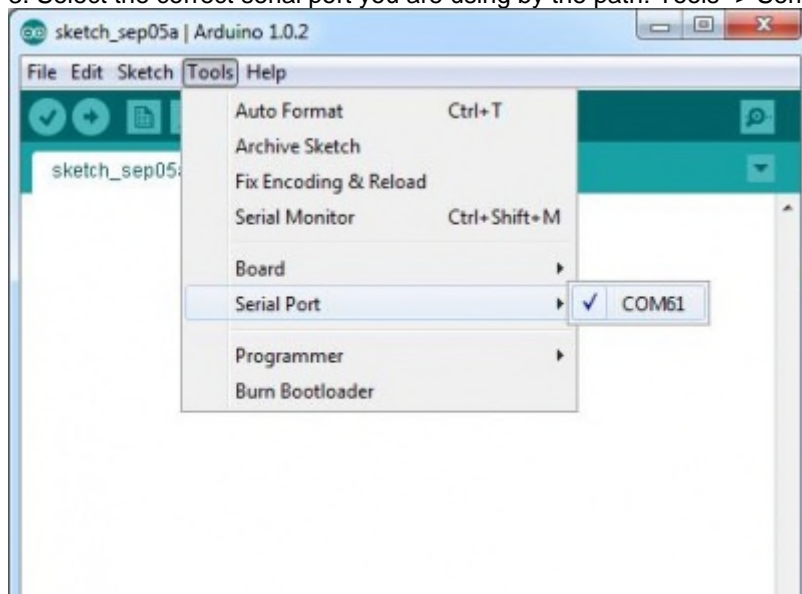 sketch_sep05a | Arduino 1.0.2
File Edit Sketch Tools Help
Auto Format Ctrl+T
Archive Sketch
sketch_sep05
Fix Encoding & Reload
Serial Monitor Ctrl+Shift+M
Board
Serial Port COM61
Programmer
Burn Bootloader